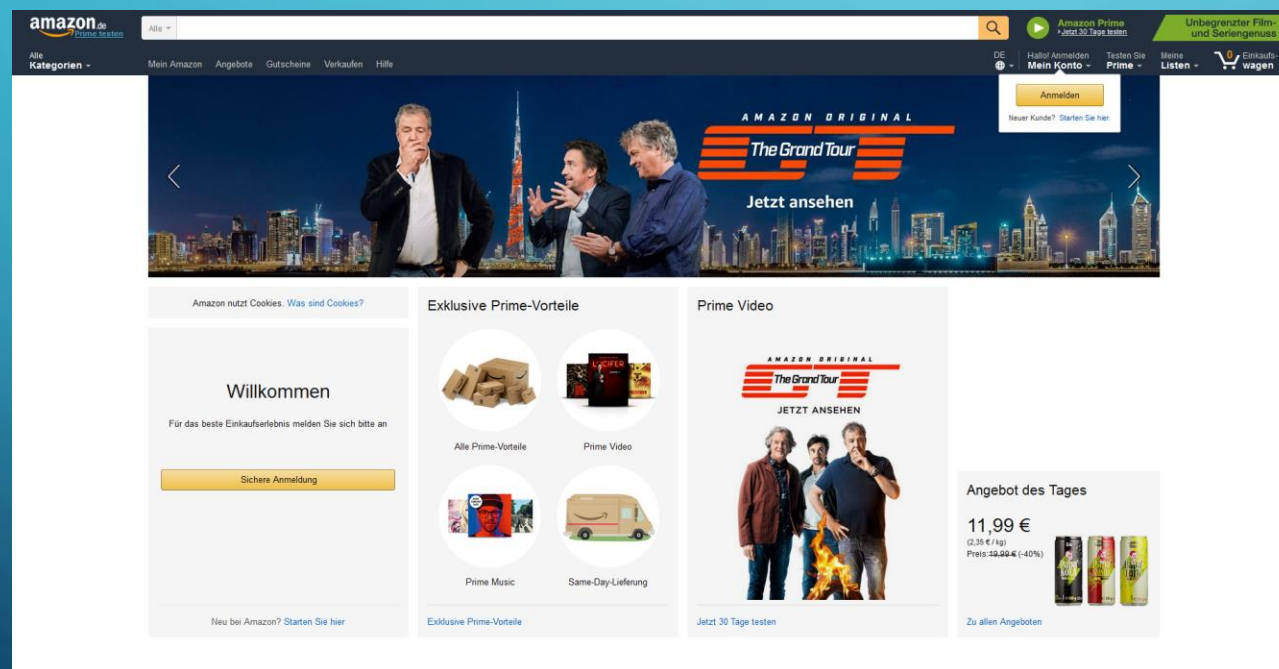 amazon.de
Prime testen
Alle
Amazon Prime
Jetzt 30 Tage testen
Unbegrenzter Film-
und Seriengenuss
Alle
Kategorien
Mein Amazon Angebote Gutscheine Verkaufen Hilfe
DE
Hallo! Anmelden
Mein Konto
Testen Sie
Prime
Meine
Listen
0
Einkaufs-
wagen
Anmelden
Neuer Kunde? Starten Sie hier.
AMAZON ORIGINAL
The Grand Tour
Jetzt ansehen
Amazon nutzt Cookies. Was sind Cookies?
Willkommen
Für das beste Einkaufserlebnis melden Sie sich bitte an
Sichere Anmeldung
Neu bei Amazon? Starten Sie hier
Exklusive Prime-Vorteile
LUCIFER
Alle Prime-Vorteile
Prime Video
Prime Music
Same-Day-Lieferung
Exklusive Prime-Vorteile
Prime Video
AMAZON ORIGINAL
The Grand Tour
JETZT ANSEHEN
Jetzt 30 Tage testen
Angebot des Tages
11,99 €
(2,35 € / kg)
Preis: 19,99 € (-40%)
Zu allen Angeboten